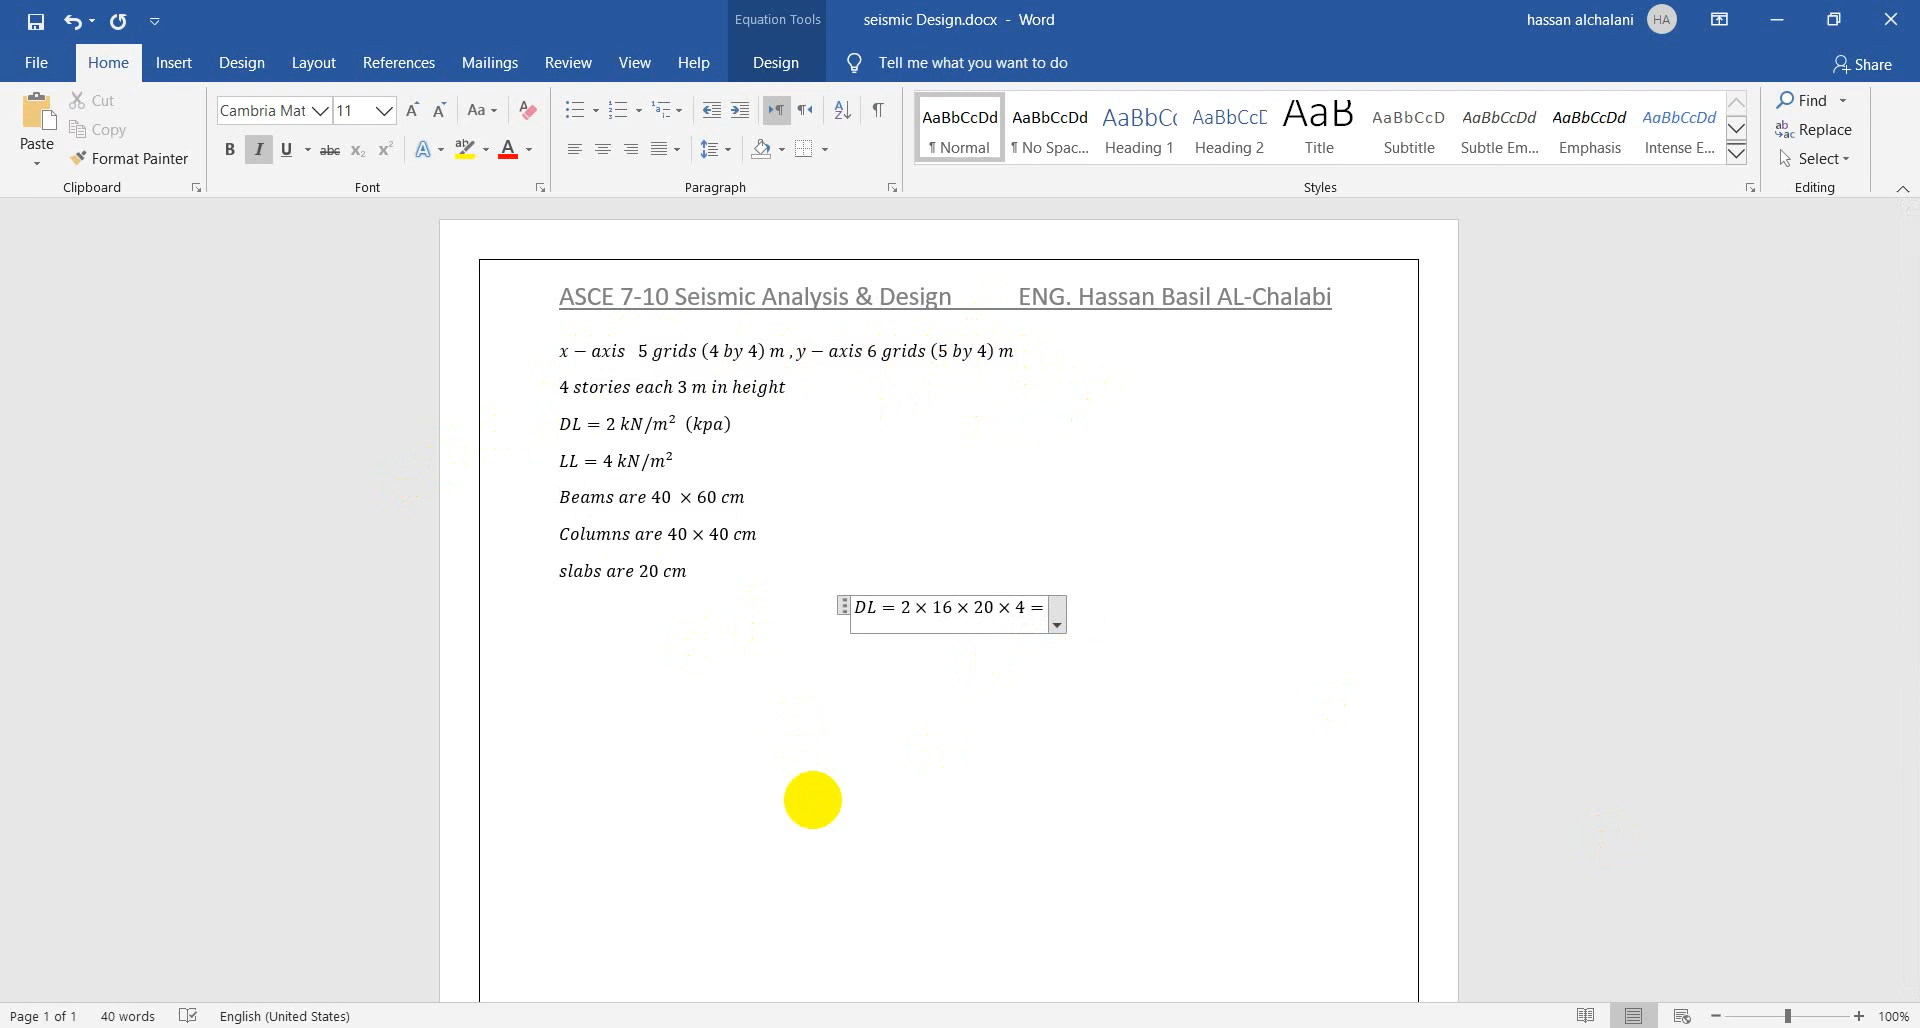 Equation Tools
seismic Design.docx - Word
hassan alchalani
HA
File
Home
Insert
Design
Layout
References
Mailings
Review
View
Help
Design
Tell me what you want to do
Share
Paste
Cut
Copy
Format Painter
Clipboard
Cambria Mat
11
Aa
B I U abc x₂ x²
Font
Paragraph
AaBbCcDd
¶ Normal
AaBbCcDd
¶ No Spac...
AaBbCc
Heading 1
AaBbCcE
Heading 2
AaB
Title
AaBbCcD
Subtitle
AaBbCcDd
Subtle Em...
AaBbCcDd
Emphasis
AaBbCcDd
Intense E...
Styles
Find
Replace
Select
Editing
ASCE 7-10 Seismic Analysis & Design ENG. Hassan Basil AL-Chalabi
x − axis 5 grids (4 by 4) m , y − axis 6 grids (5 by 4) m
4 stories each 3 m in height
DL = 2 kN/m² (kpa)
LL = 4 kN/m²
Beams are 40 × 60 cm
Columns are 40 × 40 cm
slabs are 20 cm
DL = 2 × 16 × 20 × 4 =
Page 1 of 1
40 words
English (United States)
100%